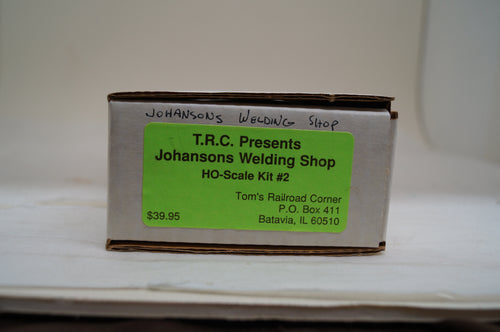 JOHANSONS WELDING SHOP
T.R.C. Presents
Johansons Welding Shop
HO-Scale Kit #2
Tom's Railroad Corner
P.O. Box 411
$39.95
Batavia, IL 60510